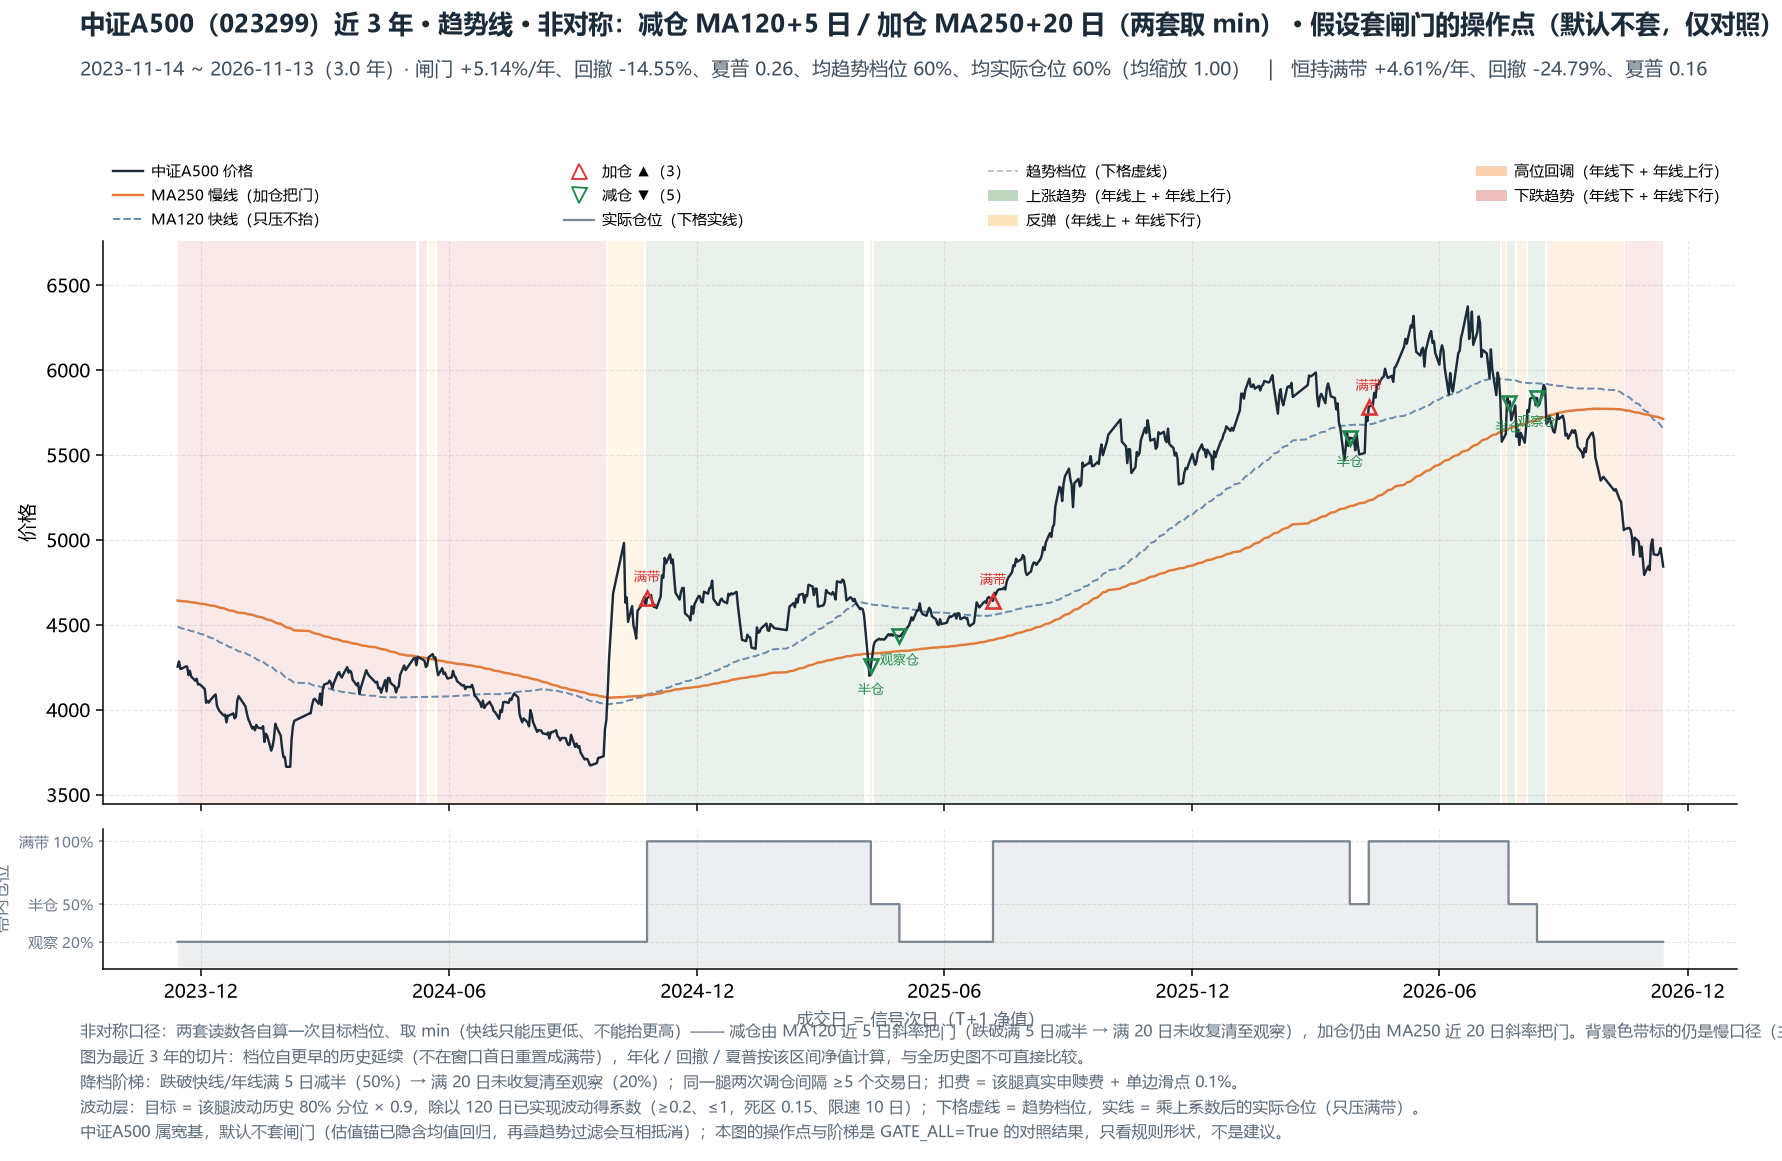 中证A500（023299）近 3 年 • 趋势线 • 非对称：减仓 MA120+5 日 / 加仓 MA250+20 日（两套取 min） • 假设套闸门的操作点（默认不套，仅对照）
2023-11-14 ~ 2026-11-13（3.0 年）· 闸门 +5.14%/年、回撤 -14.55%、夏普 0.26、均趋势档位 60%、均实际仓位 60%（均缩放 1.00） | 恒持满带 +4.61%/年、回撤 -24.79%、夏普 0.16
中证A500 价格
MA250 慢线（加仓把门）
MA120 快线（只压不抬）
加仓 ▲（3）
减仓 ▼（5）
实际仓位（下格实线）
趋势档位（下格虚线）
上涨趋势（年线上 + 年线上行）
反弹（年线上 + 年线下行）
高位回调（年线下 + 年线上行）
下跌趋势（年线下 + 年线下行）
价格
6500
6000
5500
5000
4500
4000
3500
满带
半仓
观察仓
满带
半仓
满带
半仓
观察仓
满带 100%
半仓 50%
观察 20%
2023-12
2024-06
2024-12
2025-06
2025-12
2026-06
2026-12
成交日 = 信号次日（T+1 净值）
非对称口径：两套读数各自算一次目标档位、取 min（快线只能压更低、不能抬更高）—— 减仓由 MA120 近 5 日斜率把门（跌破满 5 日减半 → 满 20 日未收复清至观察），加仓仍由 MA250 近 20 日斜率把门。背景色带标的仍是慢口径（
图为最近 3 年的切片：档位自更早的历史延续（不在窗口首日重置成满带），年化 / 回撤 / 夏普按该区间净值计算，与全历史图不可直接比较。
降档阶梯：跌破快线/年线满 5 日减半（50%）→ 满 20 日未收复清至观察（20%）；同一腿两次调仓间隔 ≥5 个交易日；扣费 = 该腿真实申赎费 + 单边滑点 0.1%。
波动层：目标 = 该腿波动历史 80% 分位 × 0.9，除以 120 日已实现波动得系数（≥0.2、≤1，死区 0.15、限速 10 日）；下格虚线 = 趋势档位，实线 = 乘上系数后的实际仓位（只压满带）。
中证A500 属宽基，默认不套闸门（估值锚已隐含均值回归，再叠趋势过滤会互相抵消）；本图的操作点与阶梯是 GATE_ALL=True 的对照结果，只看规则形状，不是建议。